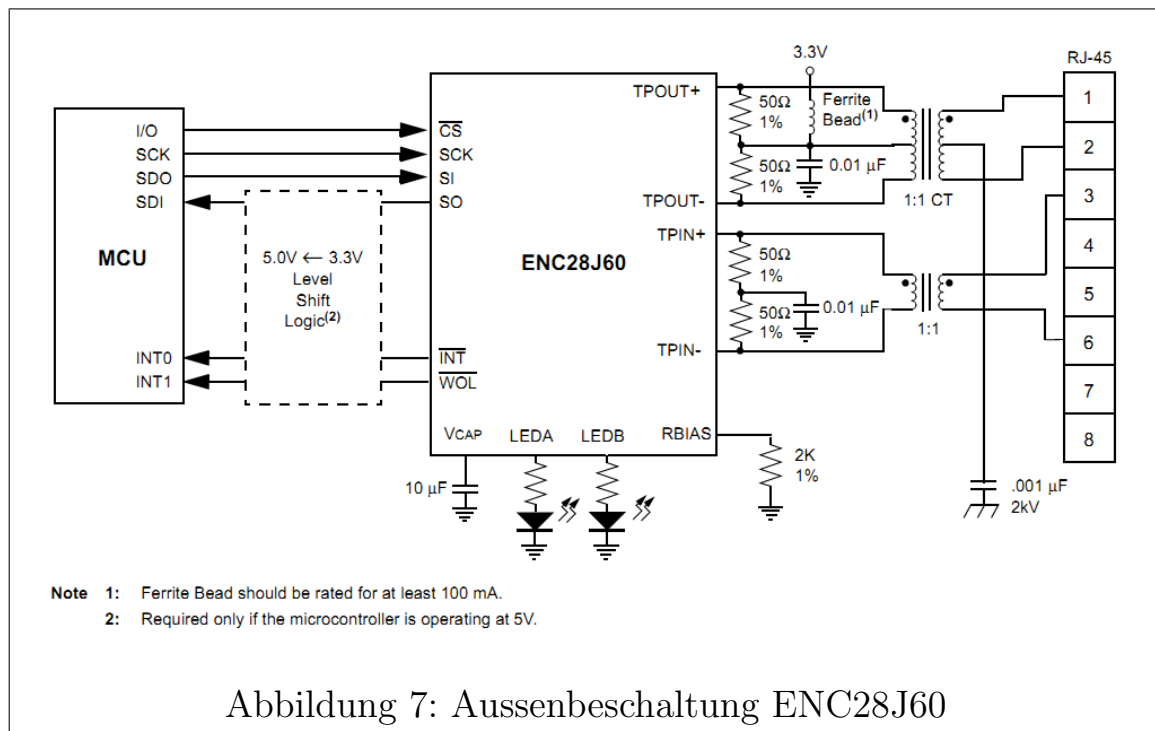 3.3V
RJ-45
MCU
I/O
SCK
SDO
SDI
INT0
INT1
5.0V ← 3.3V
Level
Shift
Logic(2)
ENC28J60
CS
SCK
SI
SO
INT
WOL
VCAP
LEDA
LEDB
RBIAS
TPOUT+
TPOUT-
TPIN+
TPIN-
50Ω
1%
Ferrite
Bead(1)
50Ω
1%
0.01 µF
1:1 CT
50Ω
1%
50Ω
1%
0.01 µF
1:1
1
2
3
4
5
6
7
8
10 µF
2K
1%
.001 µF
2kV
Note 1: Ferrite Bead should be rated for at least 100 mA.
2: Required only if the microcontroller is operating at 5V.
Abbildung 7: Aussenbeschaltung ENC28J60